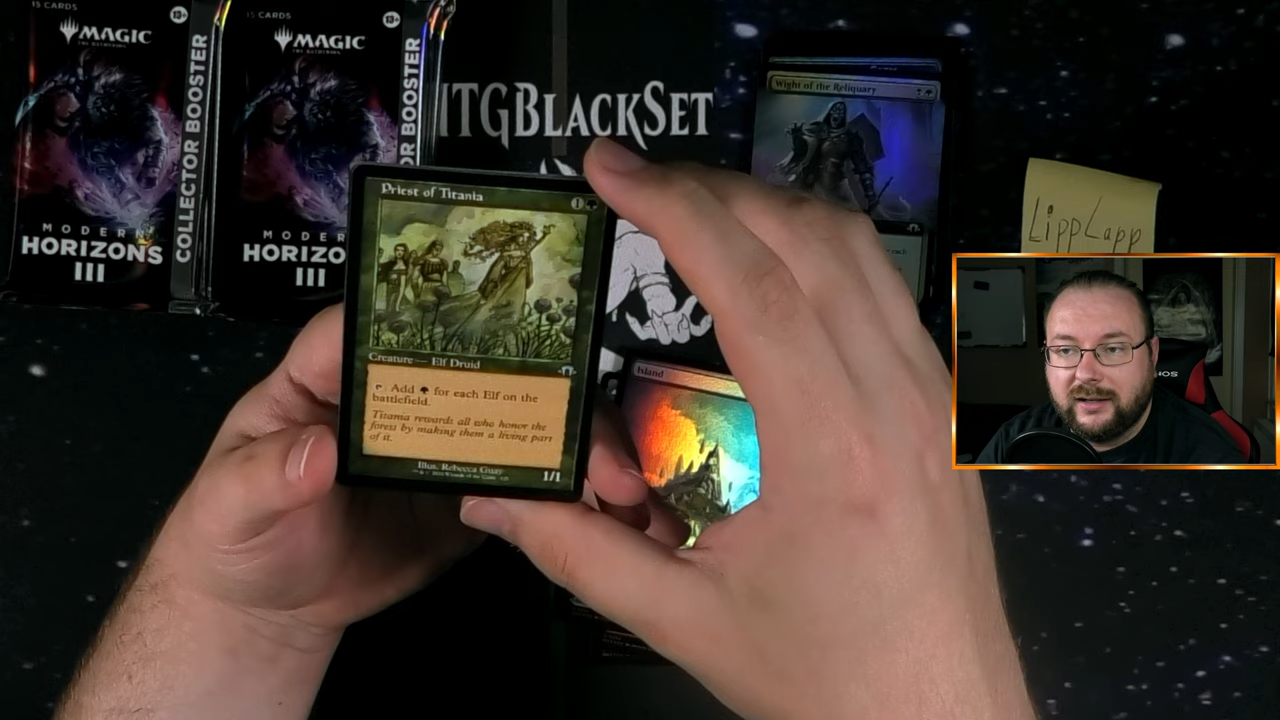 15 CARDS
MAGIC
THE GATHERING
13+
COLLECTOR BOOSTER
MODERN
HORIZONS
III
15 CARDS
MAGIC
THE GATHERING
13+
BOOSTER
MODER
HORIZO
III
MTGBLACKSET
Wight of the Reliquary
LippLapp
Priest of Titania
1
Creature — Elf Druid
Add for each Elf on the
battlefield.
Titania rewards all who honor the
forest by making them a living part
of it.
Illus. Rebecca Guay
1/1
Island